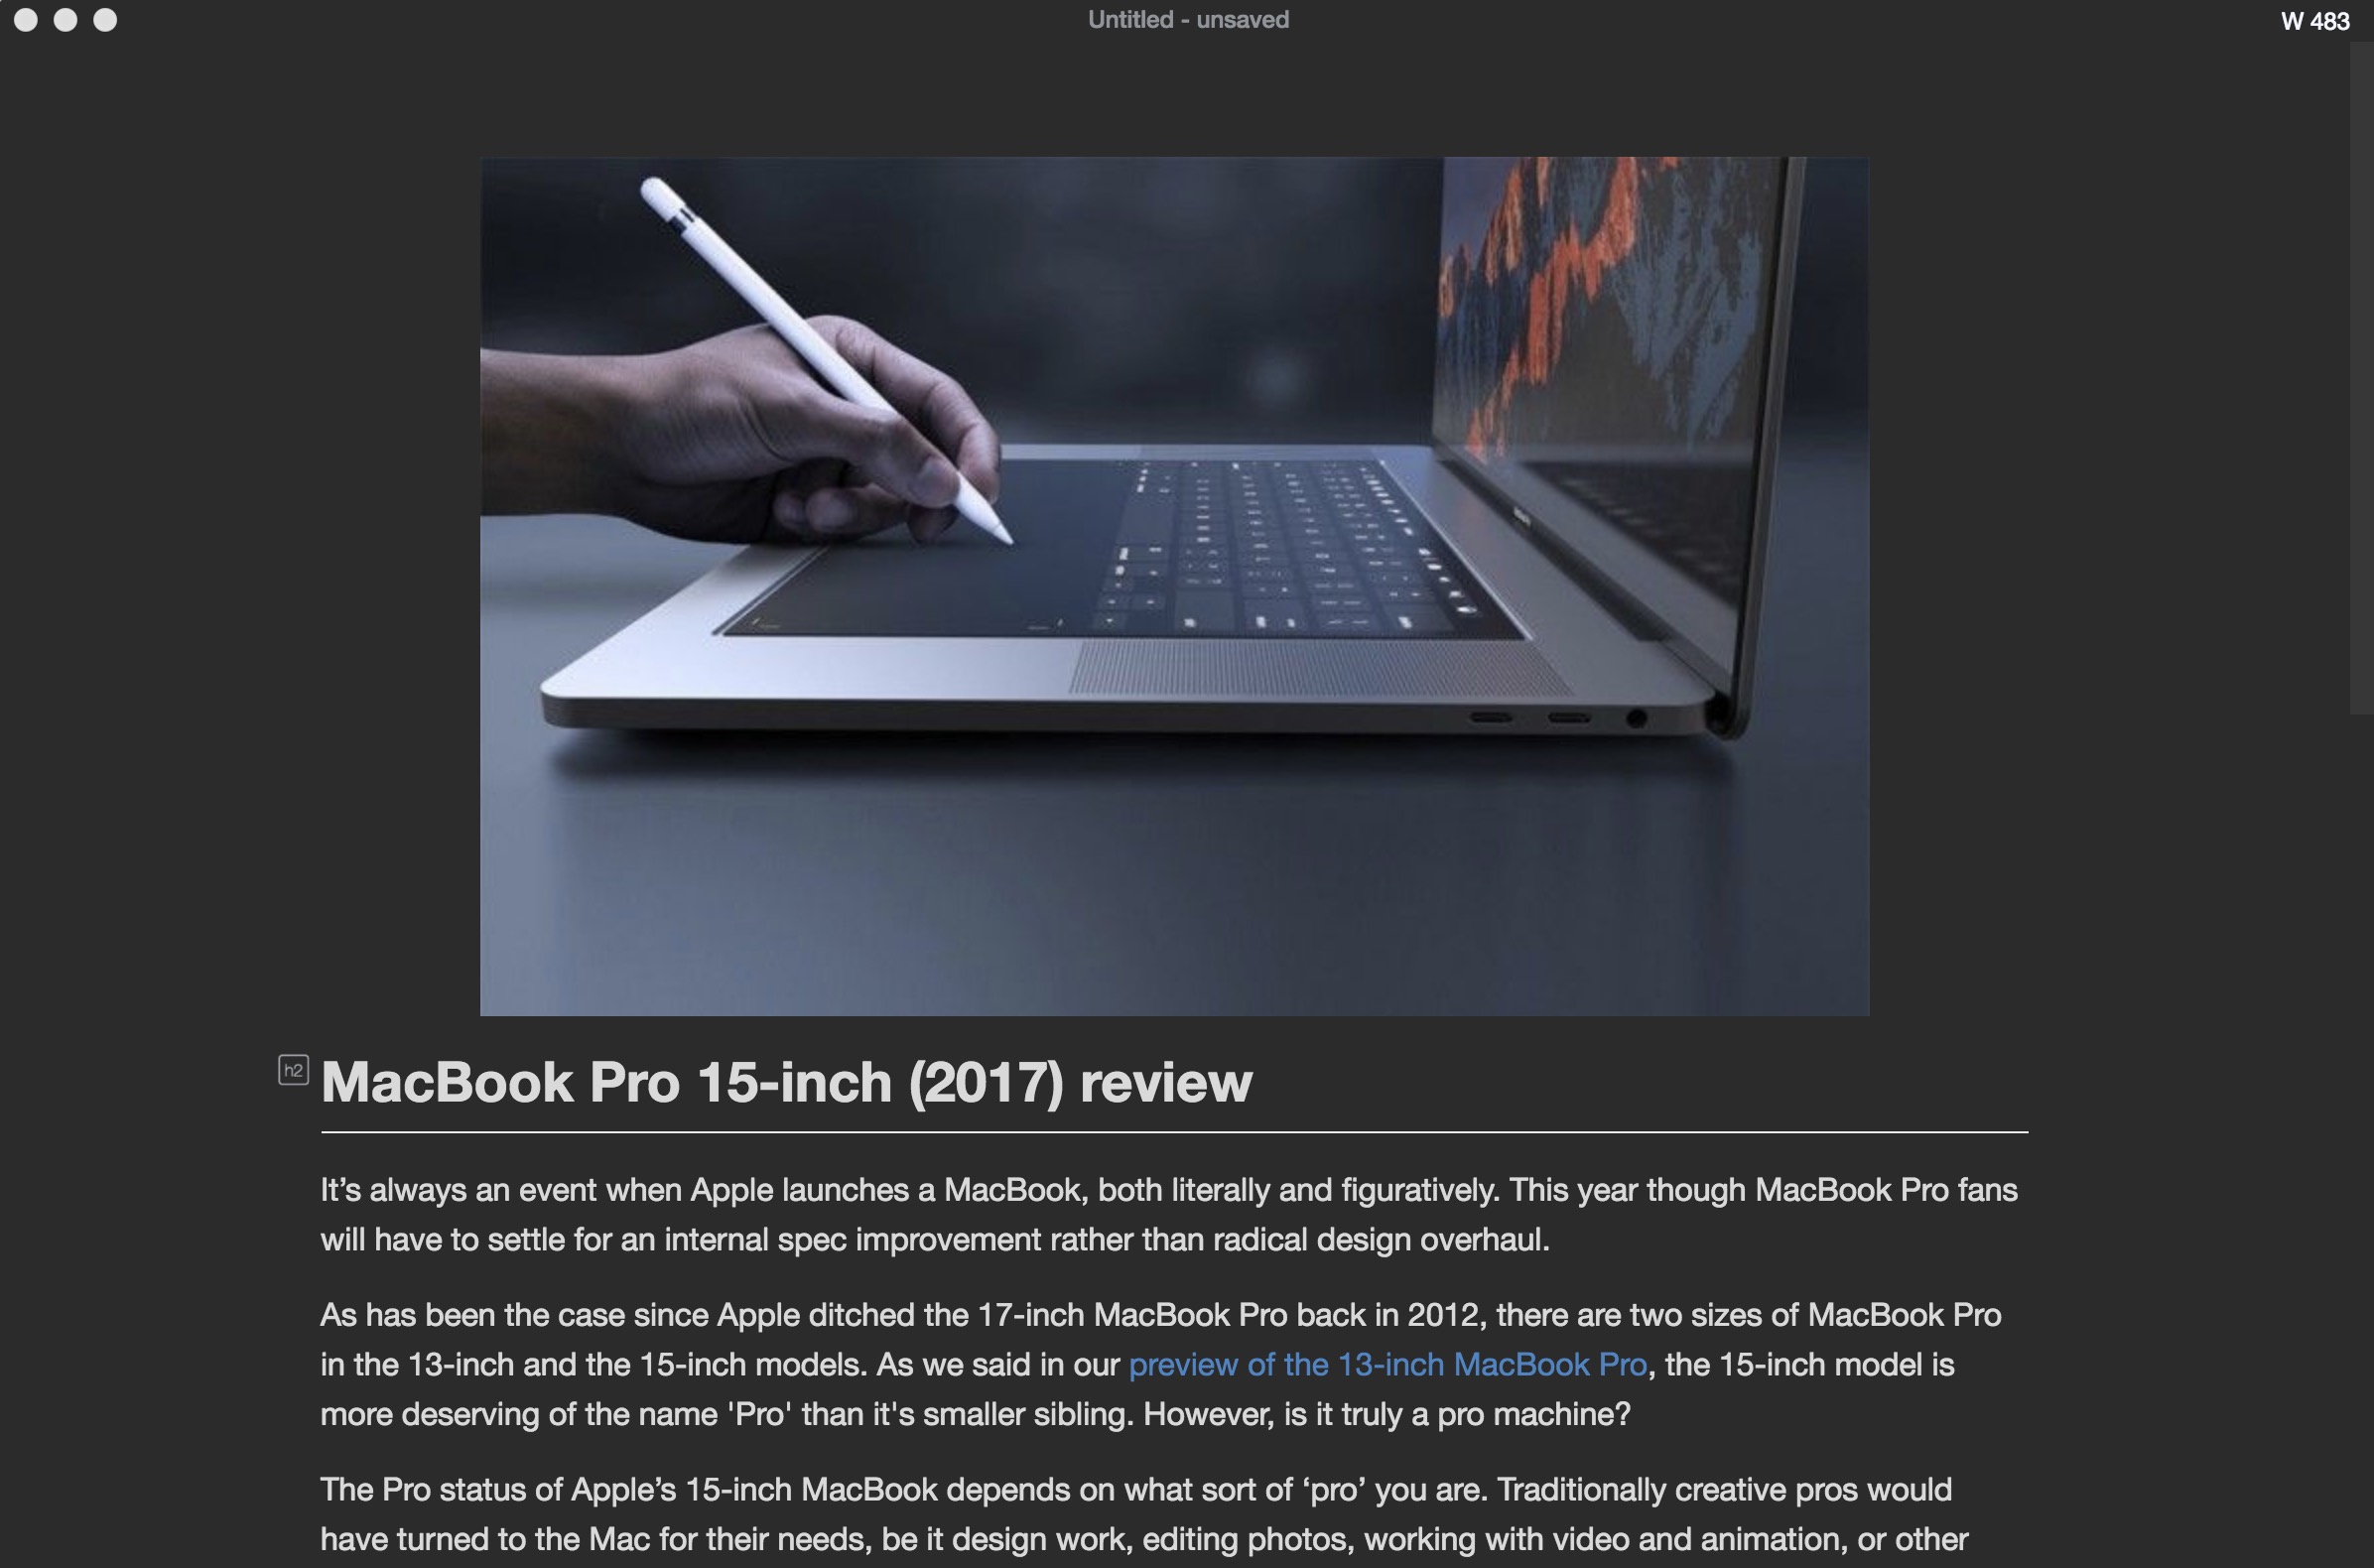 Untitled - unsaved
W 483
h2
MacBook Pro 15-inch (2017) review
It’s always an event when Apple launches a MacBook, both literally and figuratively. This year though MacBook Pro fans
will have to settle for an internal spec improvement rather than radical design overhaul.
As has been the case since Apple ditched the 17-inch MacBook Pro back in 2012, there are two sizes of MacBook Pro
in the 13-inch and the 15-inch models. As we said in our preview of the 13-inch MacBook Pro, the 15-inch model is
more deserving of the name 'Pro' than it's smaller sibling. However, is it truly a pro machine?
The Pro status of Apple’s 15-inch MacBook depends on what sort of ‘pro’ you are. Traditionally creative pros would
have turned to the Mac for their needs, be it design work, editing photos, working with video and animation, or other